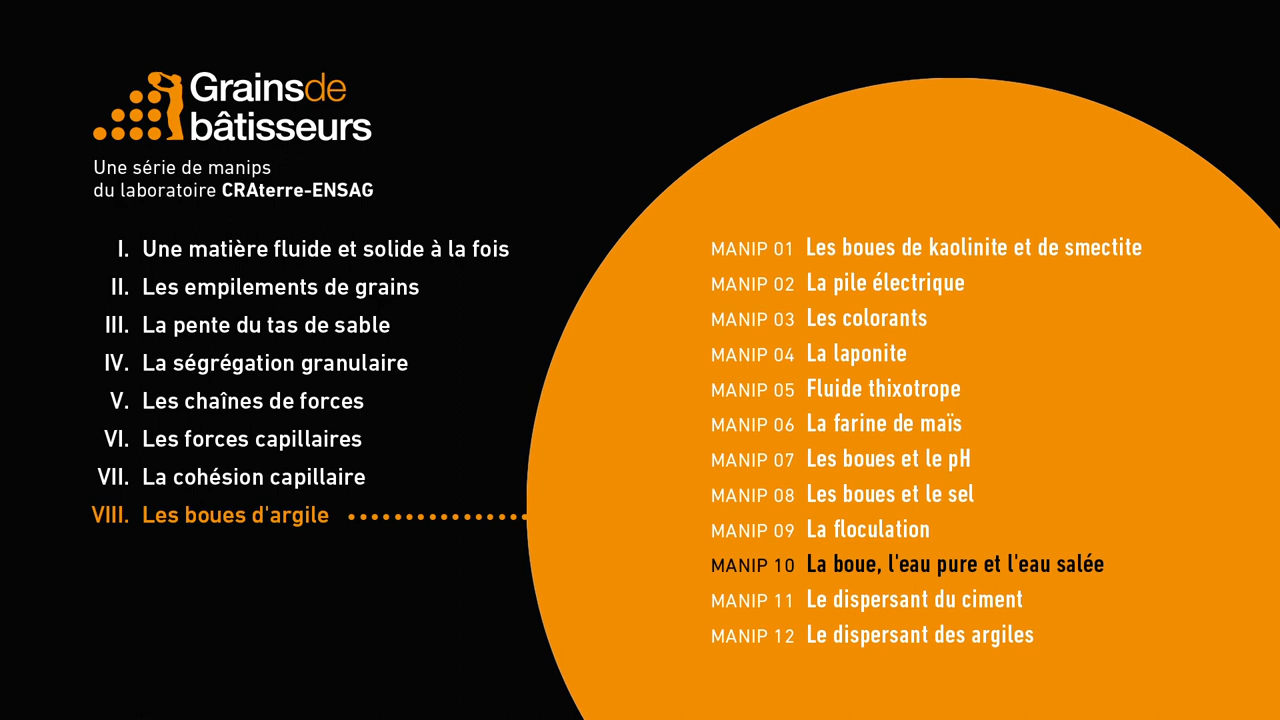 Grainsde
bâtisseurs
Une série de manips
du laboratoire CRAterre-ENSAG
I. Une matière fluide et solide à la fois
II. Les empilements de grains
III. La pente du tas de sable
IV. La ségrégation granulaire
V. Les chaînes de forces
VI. Les forces capillaires
VII. La cohésion capillaire
VIII. Les boues d'argile
MANIP 01 Les boues de kaolinite et de smectite
MANIP 02 La pile électrique
MANIP 03 Les colorants
MANIP 04 La laponite
MANIP 05 Fluide thixotrope
MANIP 06 La farine de maïs
MANIP 07 Les boues et le pH
MANIP 08 Les boues et le sel
MANIP 09 La floculation
MANIP 10 La boue, l'eau pure et l'eau salée
MANIP 11 Le dispersant du ciment
MANIP 12 Le dispersant des argiles